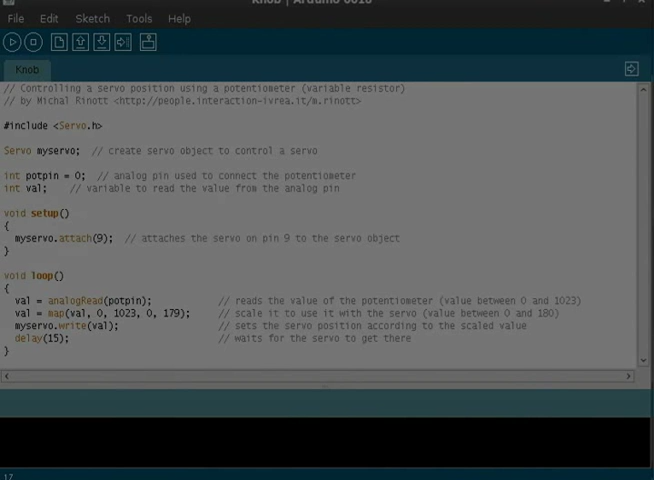 Knob | Arduino 0018
File Edit Sketch Tools Help
Knob
// Controlling a servo position using a potentiometer (variable resistor)
// by Michal Rinott <http://people.interaction-ivrea.it/m.rinott>
#include <Servo.h>
Servo myservo;  // create servo object to control a servo
int potpin = 0;  // analog pin used to connect the potentiometer
int val;    // variable to read the value from the analog pin
void setup()
{
  myservo.attach(9);  // attaches the servo on pin 9 to the servo object
}
void loop()
{
  val = analogRead(potpin);            // reads the value of the potentiometer (value between 0 and 1023)
  val = map(val, 0, 1023, 0, 179);     // scale it to use it with the servo (value between 0 and 180)
  myservo.write(val);                  // sets the servo position according to the scaled value
  delay(15);                           // waits for the servo to get there
}
17